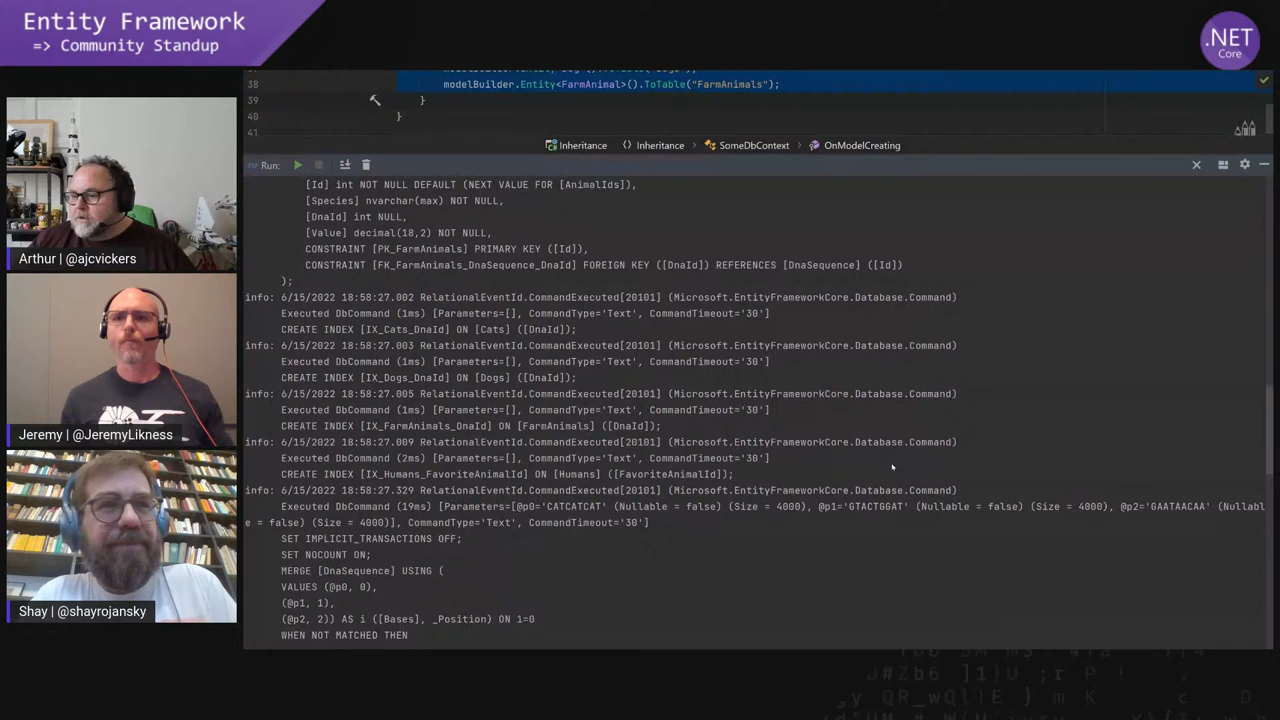 Entity Framework
=> Community Standup
.NET
Core
38 modelBuilder.Entity<FarmAnimal>().ToTable("FarmAnimals");
39 }
40 }
41
Inheritance {} Inheritance SomeDbContext OnModelCreating
Run:
[Id] int NOT NULL DEFAULT (NEXT VALUE FOR [AnimalIds]),
[Species] nvarchar(max) NOT NULL,
[DnaId] int NULL,
[Value] decimal(18,2) NOT NULL,
CONSTRAINT [PK_FarmAnimals] PRIMARY KEY ([Id]),
CONSTRAINT [FK_FarmAnimals_DnaSequence_DnaId] FOREIGN KEY ([DnaId]) REFERENCES [DnaSequence] ([Id])
);
info: 6/15/2022 18:58:27.002 RelationalEventId.CommandExecuted[20101] (Microsoft.EntityFrameworkCore.Database.Command)
Executed DbCommand (1ms) [Parameters=[], CommandType='Text', CommandTimeout='30']
CREATE INDEX [IX_Cats_DnaId] ON [Cats] ([DnaId]);
info: 6/15/2022 18:58:27.003 RelationalEventId.CommandExecuted[20101] (Microsoft.EntityFrameworkCore.Database.Command)
Executed DbCommand (1ms) [Parameters=[], CommandType='Text', CommandTimeout='30']
CREATE INDEX [IX_Dogs_DnaId] ON [Dogs] ([DnaId]);
info: 6/15/2022 18:58:27.005 RelationalEventId.CommandExecuted[20101] (Microsoft.EntityFrameworkCore.Database.Command)
Executed DbCommand (1ms) [Parameters=[], CommandType='Text', CommandTimeout='30']
CREATE INDEX [IX_FarmAnimals_DnaId] ON [FarmAnimals] ([DnaId]);
info: 6/15/2022 18:58:27.009 RelationalEventId.CommandExecuted[20101] (Microsoft.EntityFrameworkCore.Database.Command)
Executed DbCommand (2ms) [Parameters=[], CommandType='Text', CommandTimeout='30']
CREATE INDEX [IX_Humans_FavoriteAnimalId] ON [Humans] ([FavoriteAnimalId]);
info: 6/15/2022 18:58:27.329 RelationalEventId.CommandExecuted[20101] (Microsoft.EntityFrameworkCore.Database.Command)
Executed DbCommand (19ms) [Parameters=[@p0='CATCATCAT' (Nullable = false) (Size = 4000), @p1='GTACTGGAT' (Nullable = false) (Size = 4000), @p2='GAATAACAA' (Nullabl
e = false) (Size = 4000)], CommandType='Text', CommandTimeout='30']
SET IMPLICIT_TRANSACTIONS OFF;
SET NOCOUNT ON;
MERGE [DnaSequence] USING (
VALUES (@p0, 0),
(@p1, 1),
(@p2, 2)) AS i ([Bases], _Position) ON 1=0
WHEN NOT MATCHED THEN
Arthur | @ajcvickers
Jeremy | @JeremyLikness
Shay | @shayrojansky